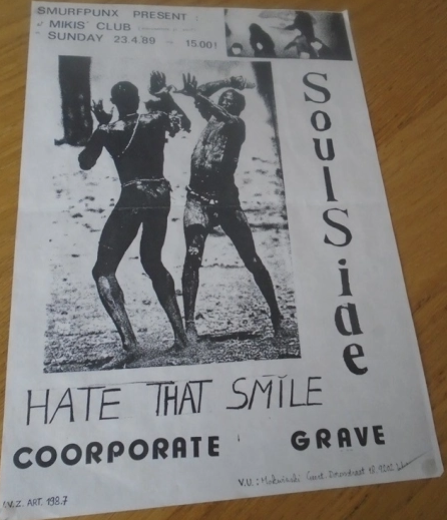 SMURFPUNX PRESENT :
MIKIS' CLUB
SUNDAY 23.4.89 - 15.00!
SoulSide
HATE THAT SMILE
COORPORATE GRAVE
V.U.:
V.Z. ART. 198.7